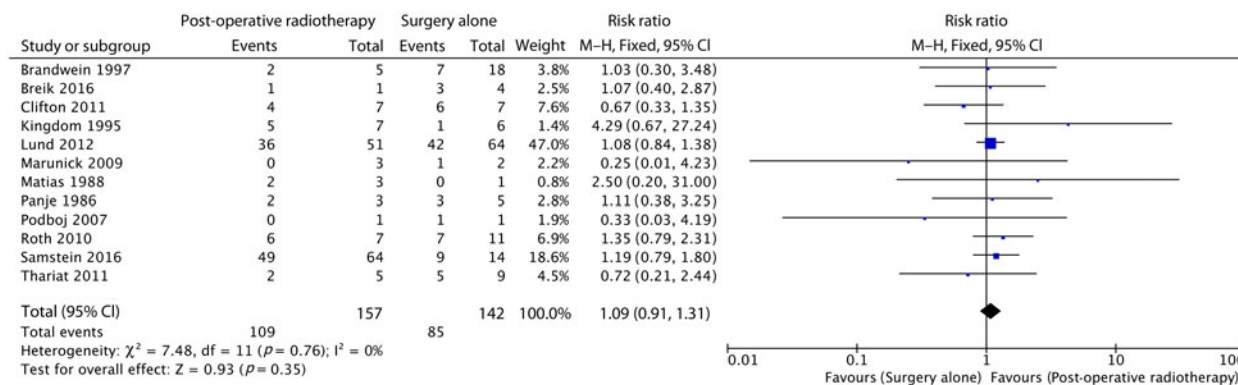 Post-operative radiotherapy Surgery alone Risk ratio Risk ratio
Study or subgroup Events Total Events Total Weight M–H, Fixed, 95% CI M–H, Fixed, 95% CI
Brandwein 1997 2 5 7 18 3.8% 1.03 (0.30, 3.48)
Breik 2016 1 1 3 4 2.5% 1.07 (0.40, 2.87)
Clifton 2011 4 7 6 7 7.6% 0.67 (0.33, 1.35)
Kingdom 1995 5 7 1 6 1.4% 4.29 (0.67, 27.24)
Lund 2012 36 51 42 64 47.0% 1.08 (0.84, 1.38)
Marunick 2009 0 3 1 2 2.2% 0.25 (0.01, 4.23)
Matias 1988 2 3 0 1 0.8% 2.50 (0.20, 31.00)
Panje 1986 2 3 3 5 2.8% 1.11 (0.38, 3.25)
Podboj 2007 0 1 1 1 1.9% 0.33 (0.03, 4.19)
Roth 2010 6 7 7 11 6.9% 1.35 (0.79, 2.31)
Samstein 2016 49 64 9 14 18.6% 1.19 (0.79, 1.80)
Thariat 2011 2 5 5 9 4.5% 0.72 (0.21, 2.44)
Total (95% CI) 157 142 100.0% 1.09 (0.91, 1.31)
Total events 109 85
Heterogeneity: χ² = 7.48, df = 11 (p = 0.76); I² = 0%
Test for overall effect: Z = 0.93 (p = 0.35)
0.01 0.1 1 10 100
Favours (Surgery alone) Favours (Post-operative radiotherapy)